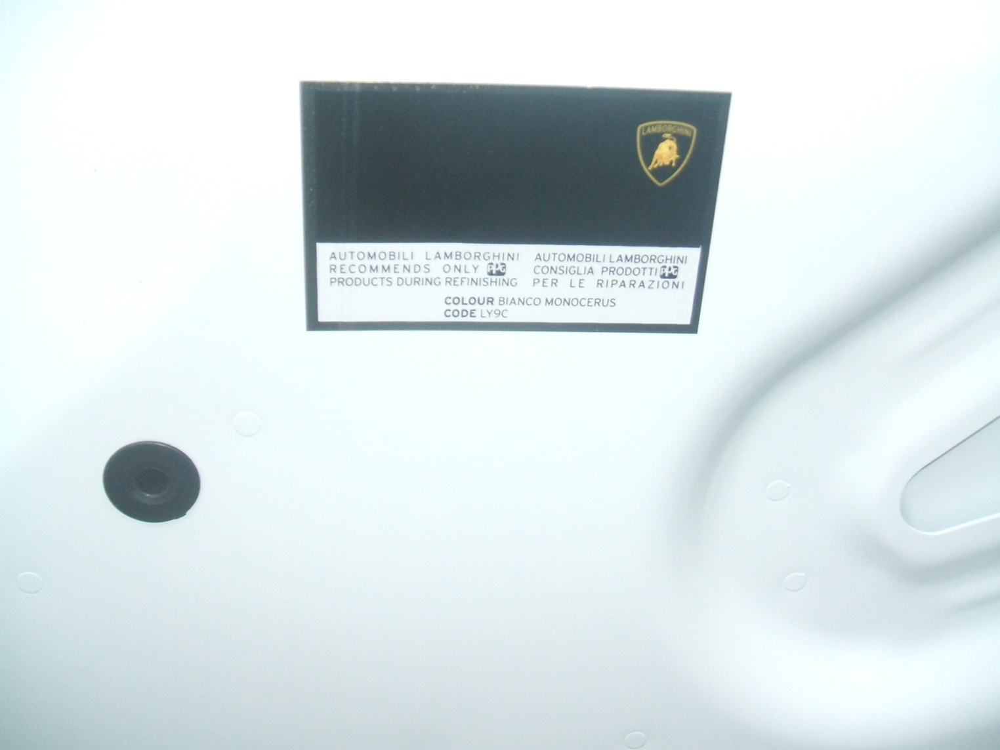 LAMBORGHINI
AUTOMOBILI LAMBORGHINI
RECOMMENDS ONLY PPG
PRODUCTS DURING REFINISHING
AUTOMOBILI LAMBORGHINI
CONSIGLIA PRODOTTI PPG
PER LE RIPARAZIONI
COLOUR BIANCO MONOCERUS
CODE LY9C